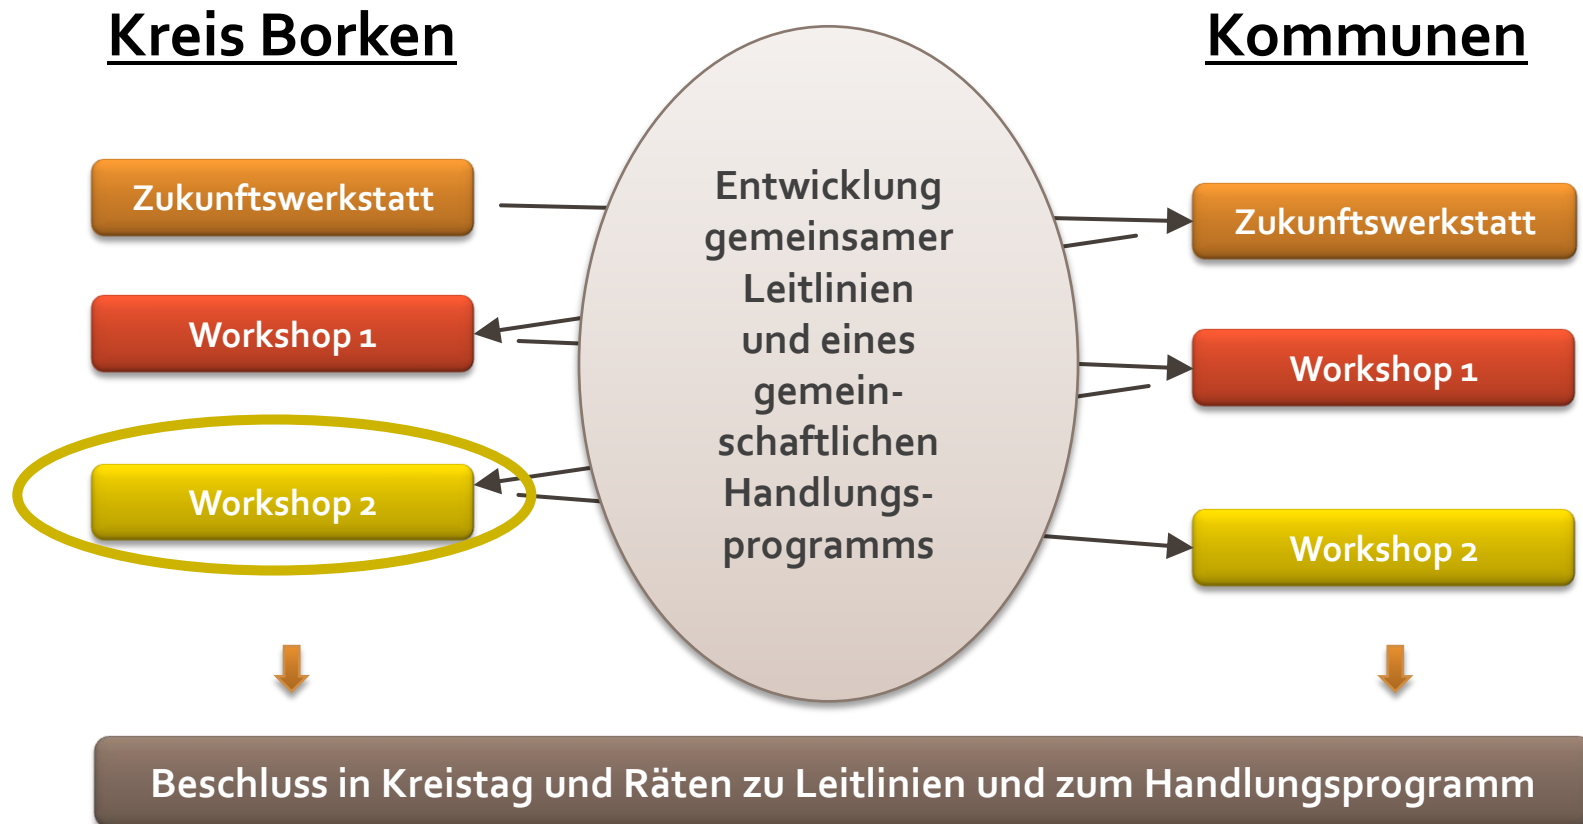 Kreis Borken
Kommunen
Zukunftswerkstatt
Workshop 1
Workshop 2
Entwicklung
gemeinsamer
Leitlinien
und eines
gemein-
schaftlichen
Handlungs-
programms
Zukunftswerkstatt
Workshop 1
Workshop 2
Beschluss in Kreistag und Räten zu Leitlinien und zum Handlungsprogramm